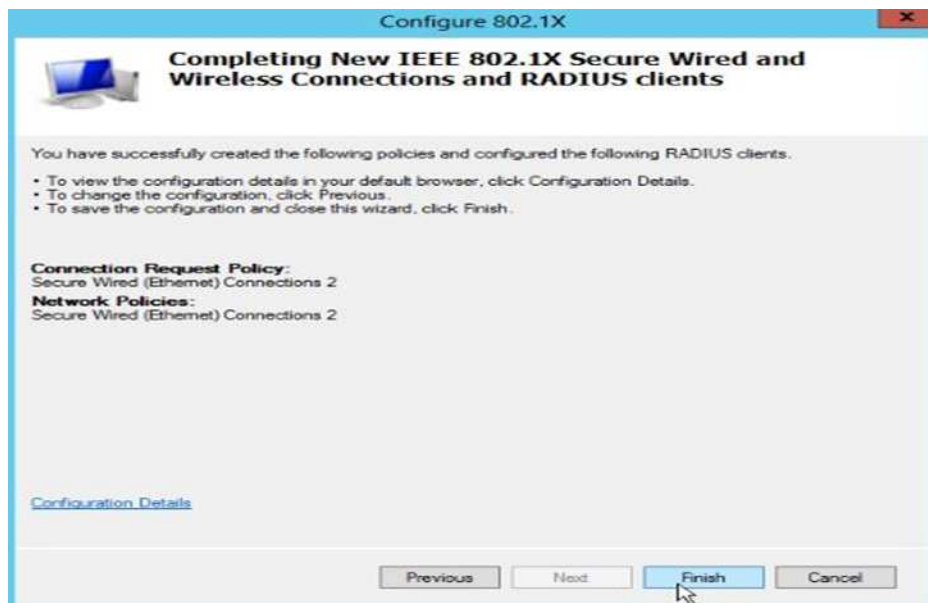 Configure 802.1X
Completing New IEEE 802.1X Secure Wired and
Wireless Connections and RADIUS clients
You have successfully created the following policies and configured the following RADIUS clients.
• To view the configuration details in your default browser, click Configuration Details.
• To change the configuration, click Previous.
• To save the configuration and close this wizard, click Finish.
Connection Request Policy:
Secure Wired (Ethernet) Connections 2
Network Policies:
Secure Wired (Ethernet) Connections 2
Configuration Details
Previous Next Finish Cancel